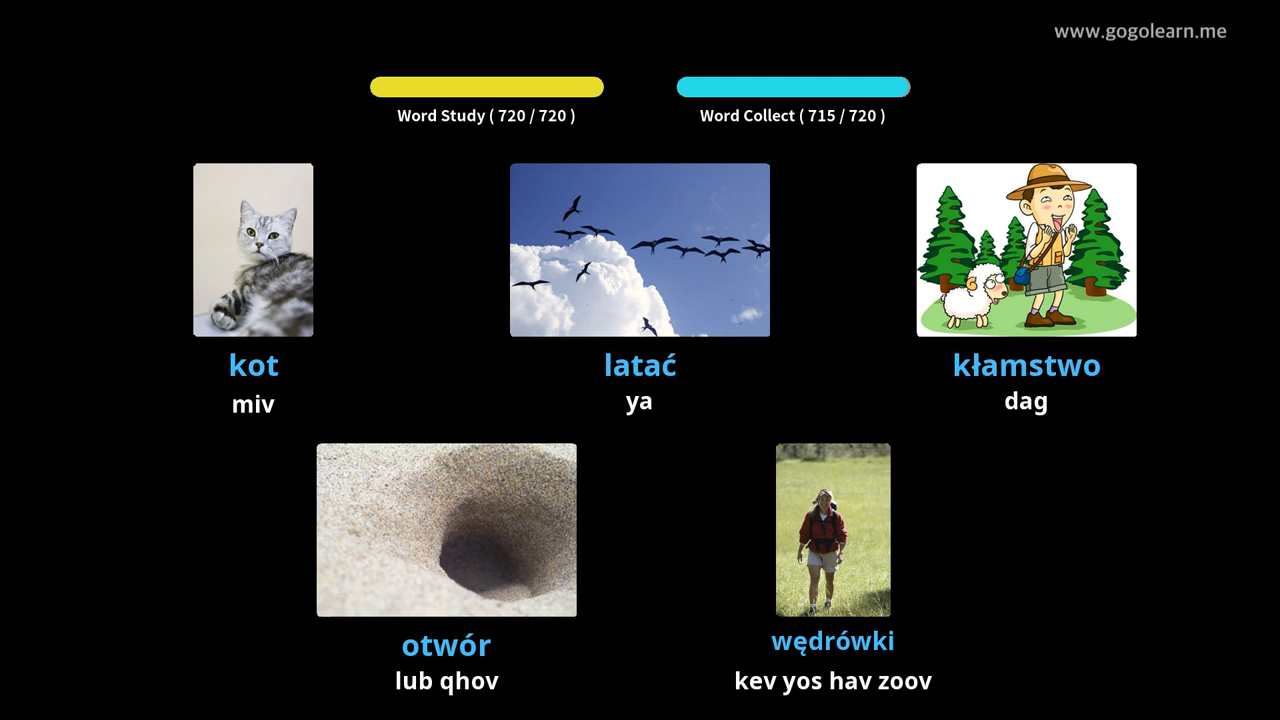 www.gogolearn.me
Word Study ( 720 / 720 )
Word Collect ( 715 / 720 )
kot
miv
latać
ya
kłamstwo
dag
otwór
lub qhov
wędrówki
kev yos hav zoov